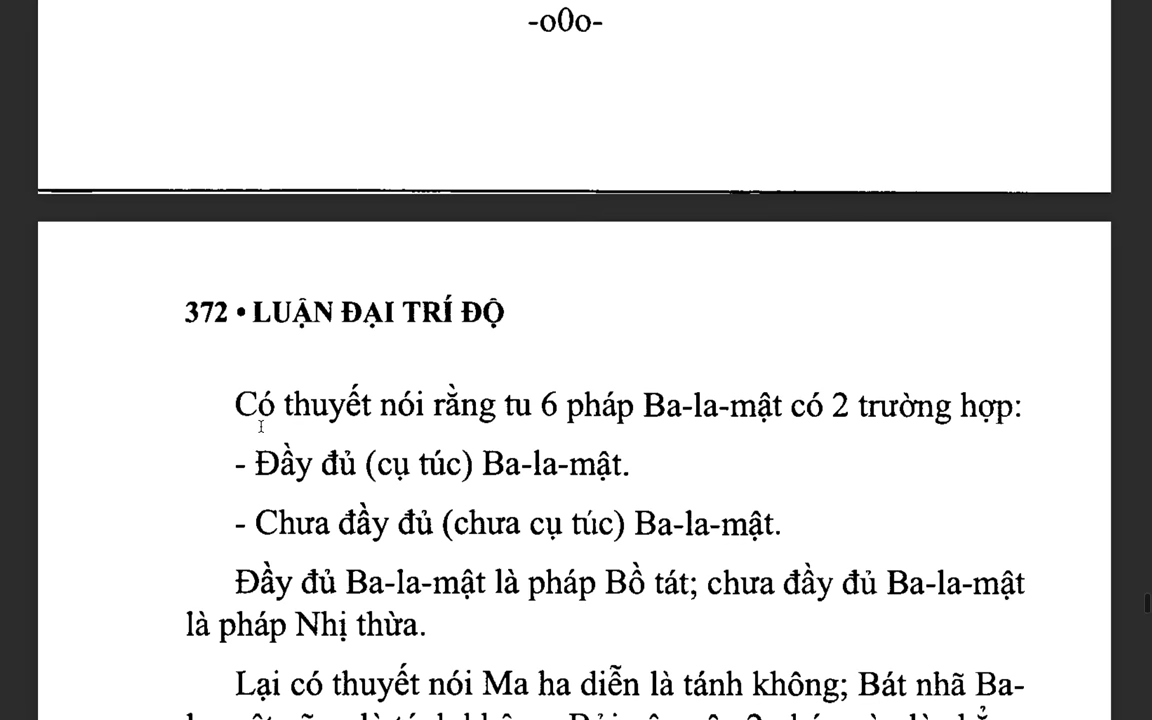 -o0o-
372 • LUẬN ĐẠI TRÍ ĐỘ
Có thuyết nói rằng tu 6 pháp Ba-la-mật có 2 trường hợp:
- Đầy đủ (cụ túc) Ba-la-mật.
- Chưa đầy đủ (chưa cụ túc) Ba-la-mật.
Đầy đủ Ba-la-mật là pháp Bồ tát; chưa đầy đủ Ba-la-mật
là pháp Nhị thừa.
Lại có thuyết nói Ma ha diễn là tánh không; Bát nhã Ba-